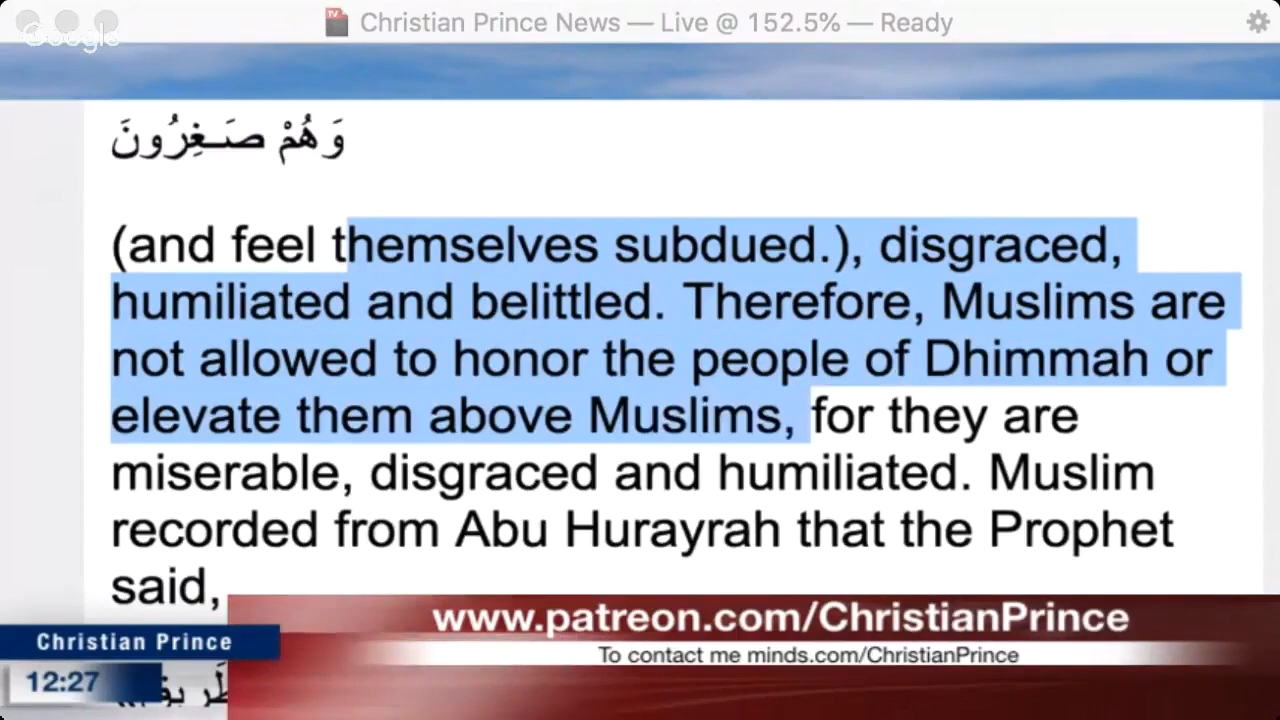 Christian Prince News — Live @ 152.5% — Ready
Google
وَهُمْ صَـغِرُونَ
(and feel themselves subdued.), disgraced,
humiliated and belittled. Therefore, Muslims are
not allowed to honor the people of Dhimmah or
elevate them above Muslims, for they are
miserable, disgraced and humiliated. Muslim
recorded from Abu Hurayrah that the Prophet
said,
www.patreon.com/ChristianPrince
Christian Prince
To contact me minds.com/ChristianPrince
12:27